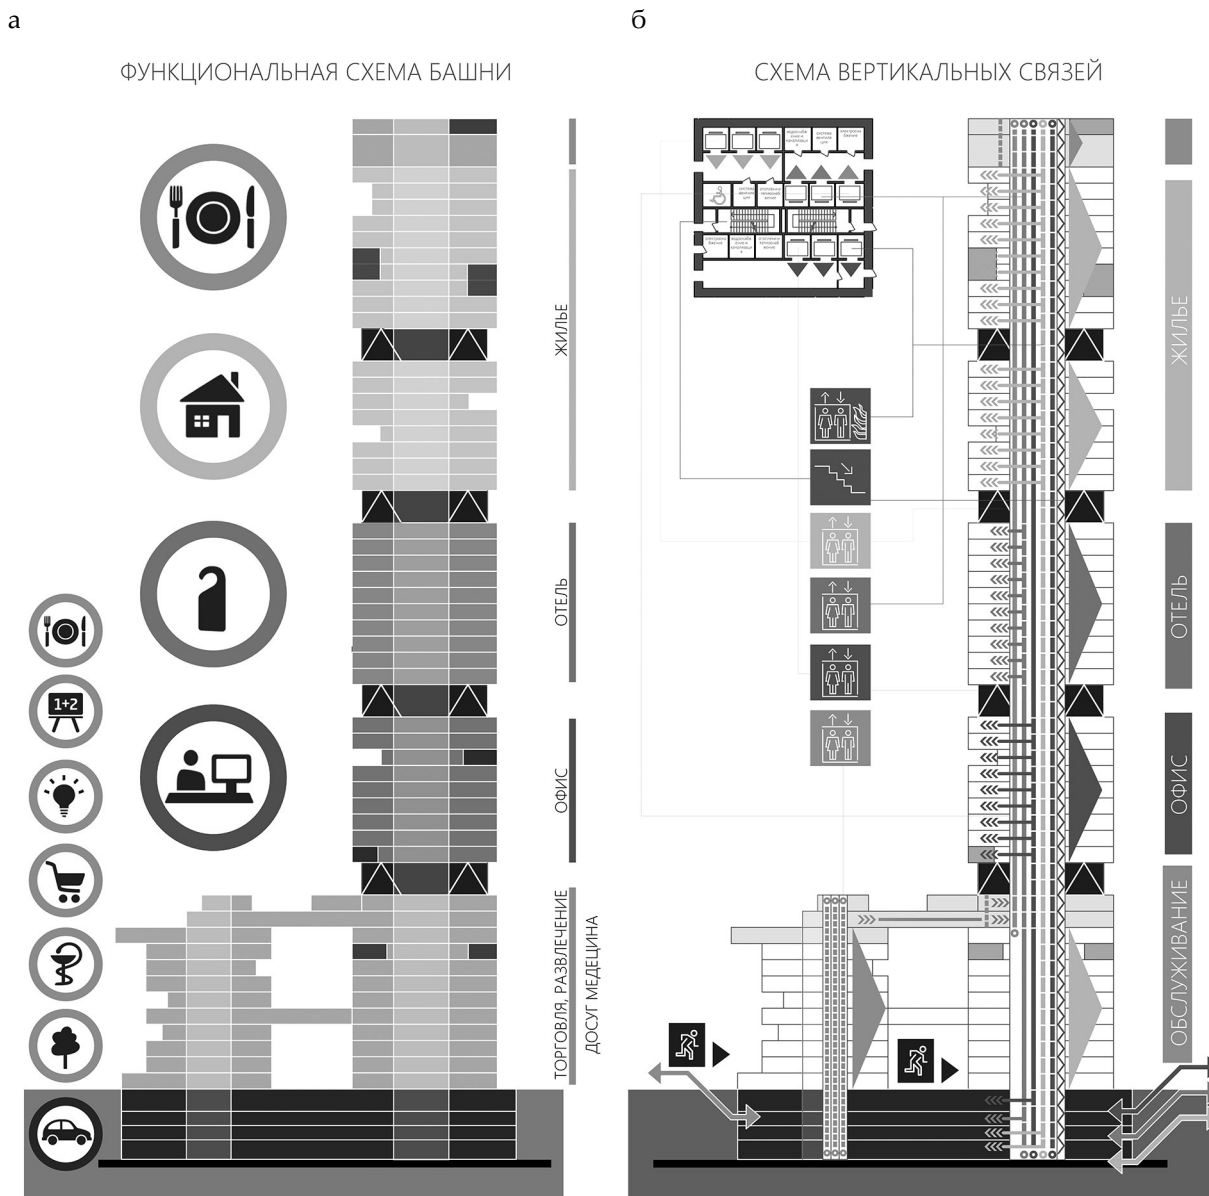 а
б
ФУНКЦИОНАЛЬНАЯ СХЕМА БАШНИ
СХЕМА ВЕРТИКАЛЬНЫХ СВЯЗЕЙ
ЖИЛЬЕ
ОТЕЛЬ
ОФИС
ТОРГОВЛЯ, РАЗВЛЕЧЕНИЕ
ДОСУГ МЕДЕЦИНА
1+2
ЖИЛЬЕ
ОТЕЛЬ
ОФИС
ОБСЛУЖИВАНИЕ